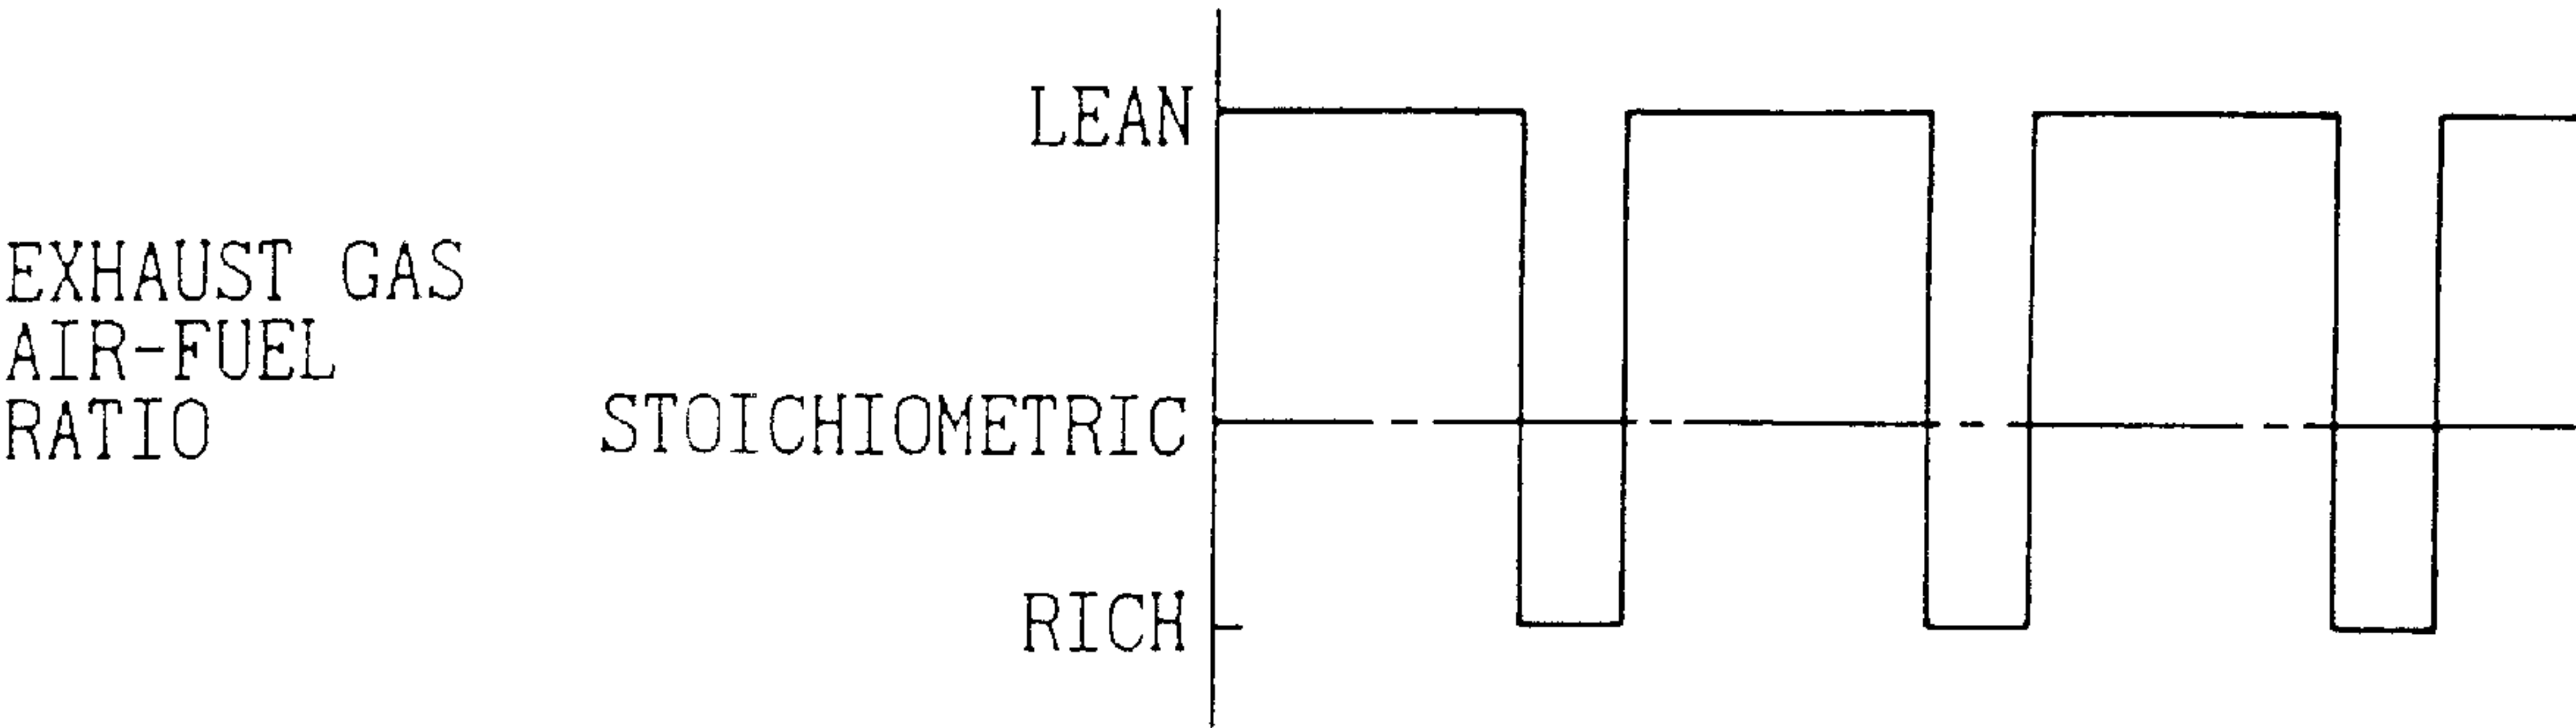 LEAN
EXHAUST GAS
AIR-FUEL
RATIO
STOICHIOMETRIC
RICH